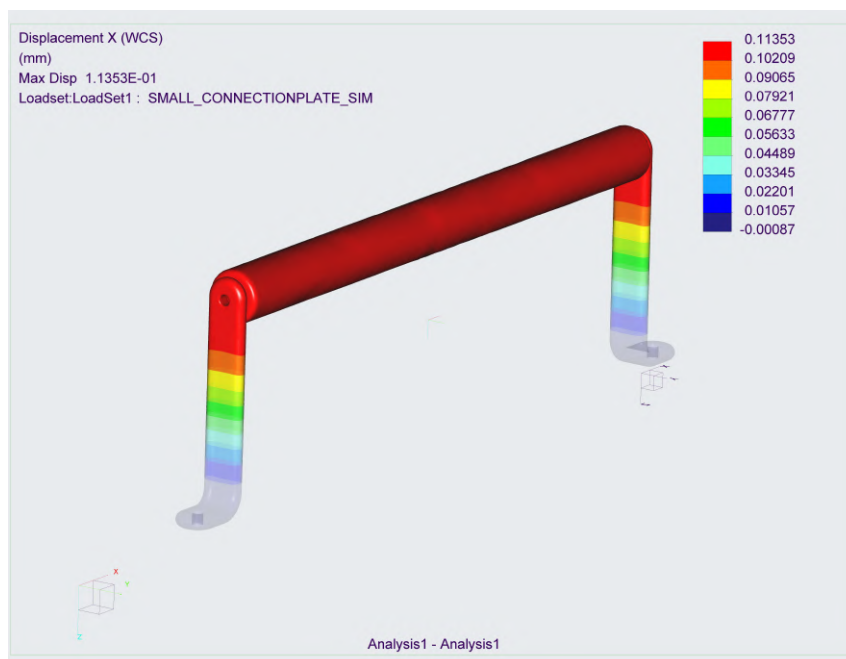 Displacement X (WCS)
(mm)
Max Disp 1.1353E-01
Loadset:LoadSet1 : SMALL_CONNECTIONPLATE_SIM
0.11353
0.10209
0.09065
0.07921
0.06777
0.05633
0.04489
0.03345
0.02201
0.01057
-0.00087
X
Y
Z
Analysis1 - Analysis1